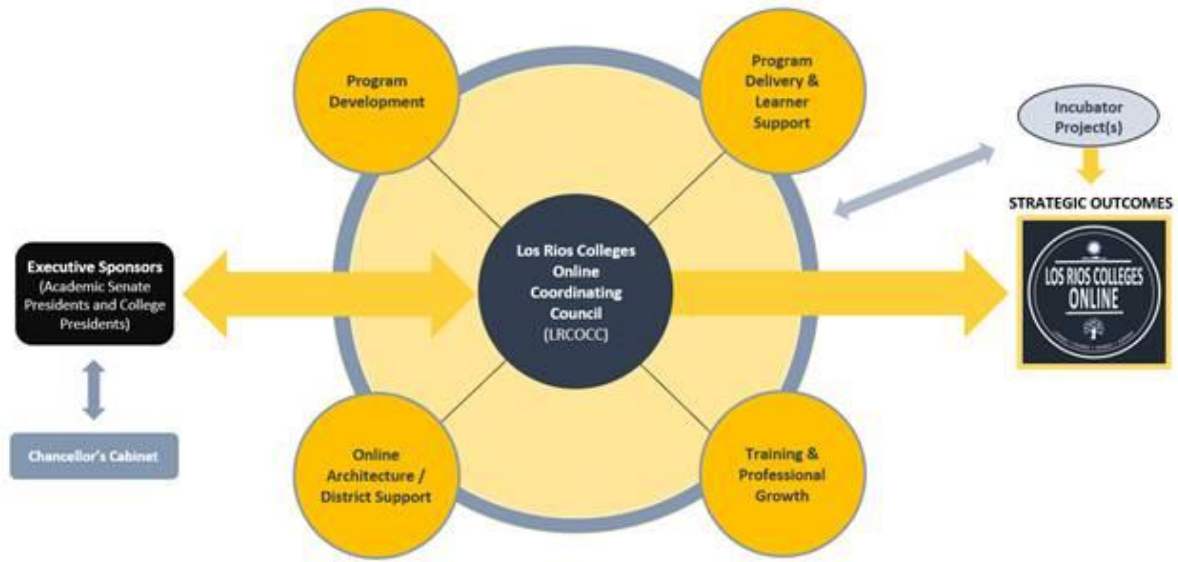 Program
Development
Program
Delivery &
Learner
Support
Incubator
Project(s)
STRATEGIC OUTCOMES
LOS RIOS COLLEGES
ONLINE
Executive Sponsors
(Academic Senate
Presidents and College
Presidents)
Los Rios Colleges
Online
Coordinating
Council
(LRCOCC)
Chancellor's Cabinet
Online
Architecture /
District Support
Training &
Professional
Growth